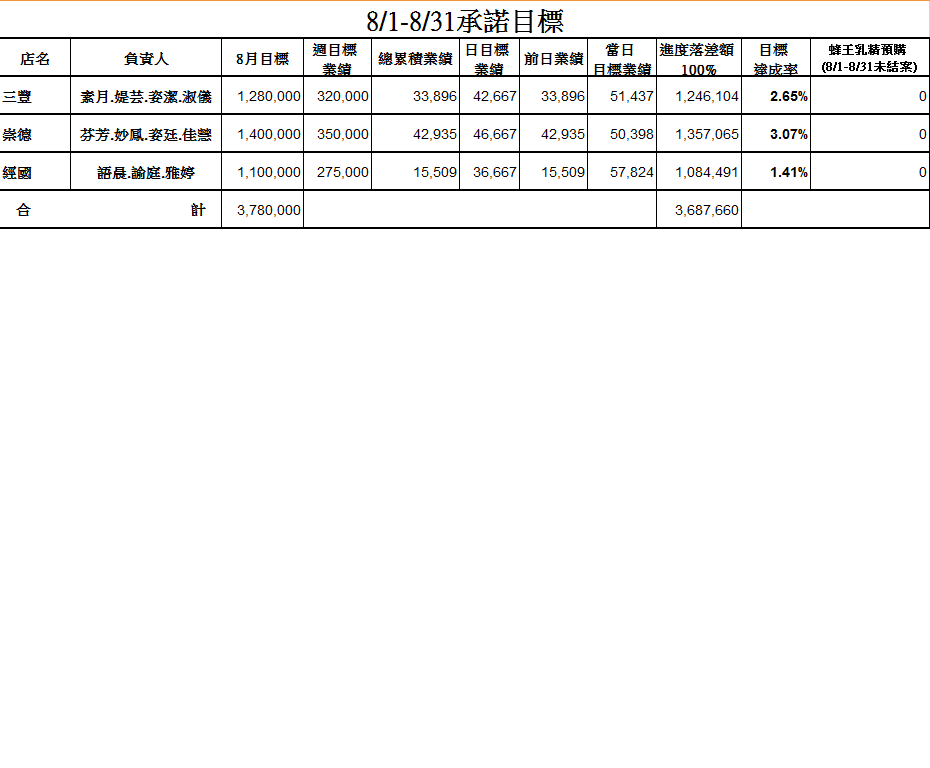 8/1-8/31承諾目標
店名 負責人 8月目標 週目標業績 總累積業績 日目標業績 前日業績 當日目標業績 進度落差額100% 目標達成率 蜂王乳精預購(8/1-8/31未結案)
三豐 素月.媞芸.姿潔.淑儀 1,280,000 320,000 33,896 42,667 33,896 51,437 1,246,104 2.65% 0
崇德 芬芳.妙鳳.姿廷.佳慧 1,400,000 350,000 42,935 46,667 42,935 50,398 1,357,065 3.07% 0
經國 語晨.諭庭.雅婷 1,100,000 275,000 15,509 36,667 15,509 57,824 1,084,491 1.41% 0
合 計 3,780,000 3,687,660